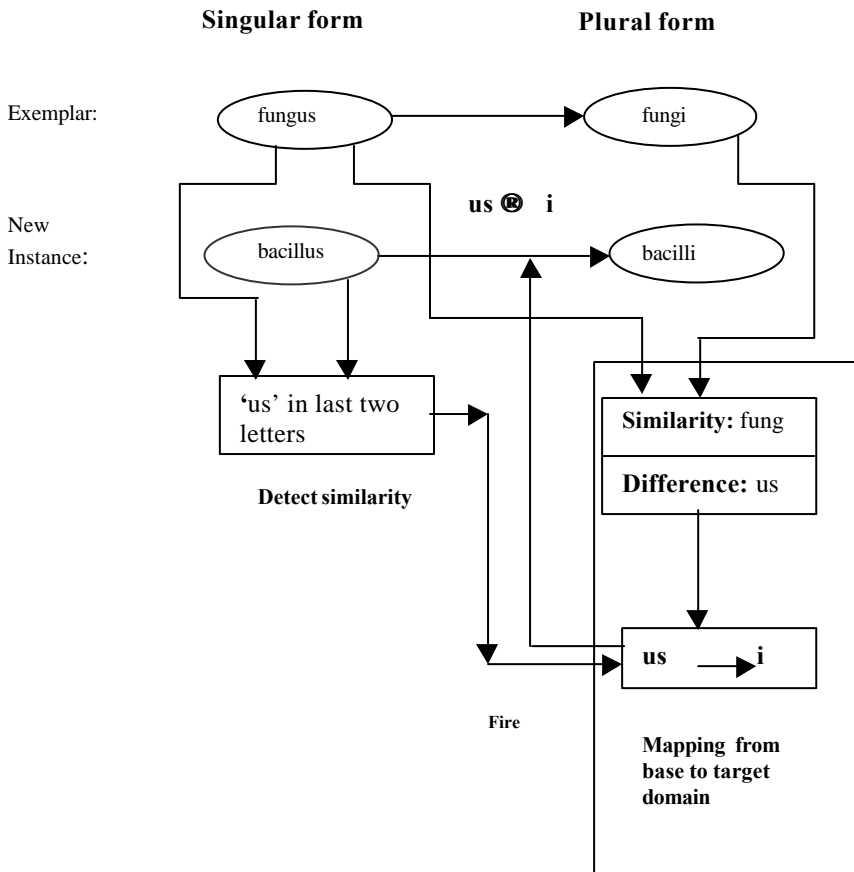 Singular form Plural form
Exemplar: fungus fungi
us ® i
New
Instance: bacillus bacilli
‘us’ in last two
letters
Similarity: fung
Difference: us
Detect similarity
us i
Fire
Mapping from
base to target
domain